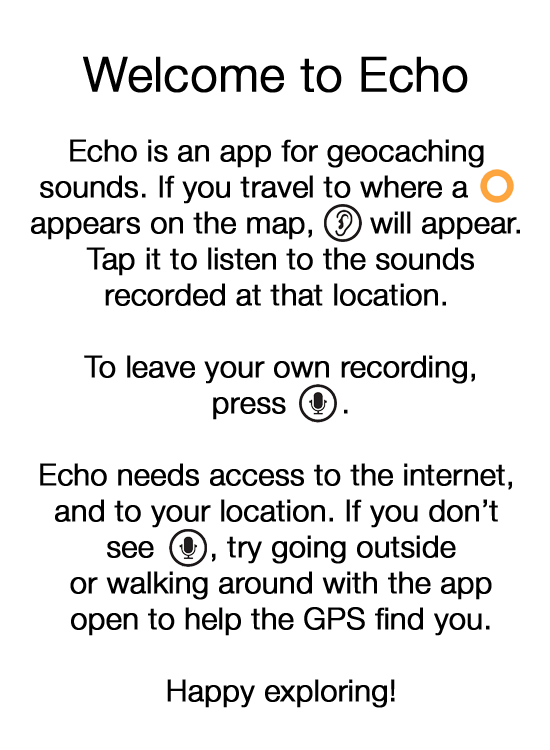 Welcome to Echo
Echo is an app for geocaching
sounds. If you travel to where a
appears on the map, will appear.
Tap it to listen to the sounds
recorded at that location.
To leave your own recording,
press .
Echo needs access to the internet,
and to your location. If you don’t
see , try going outside
or walking around with the app
open to help the GPS find you.
Happy exploring!